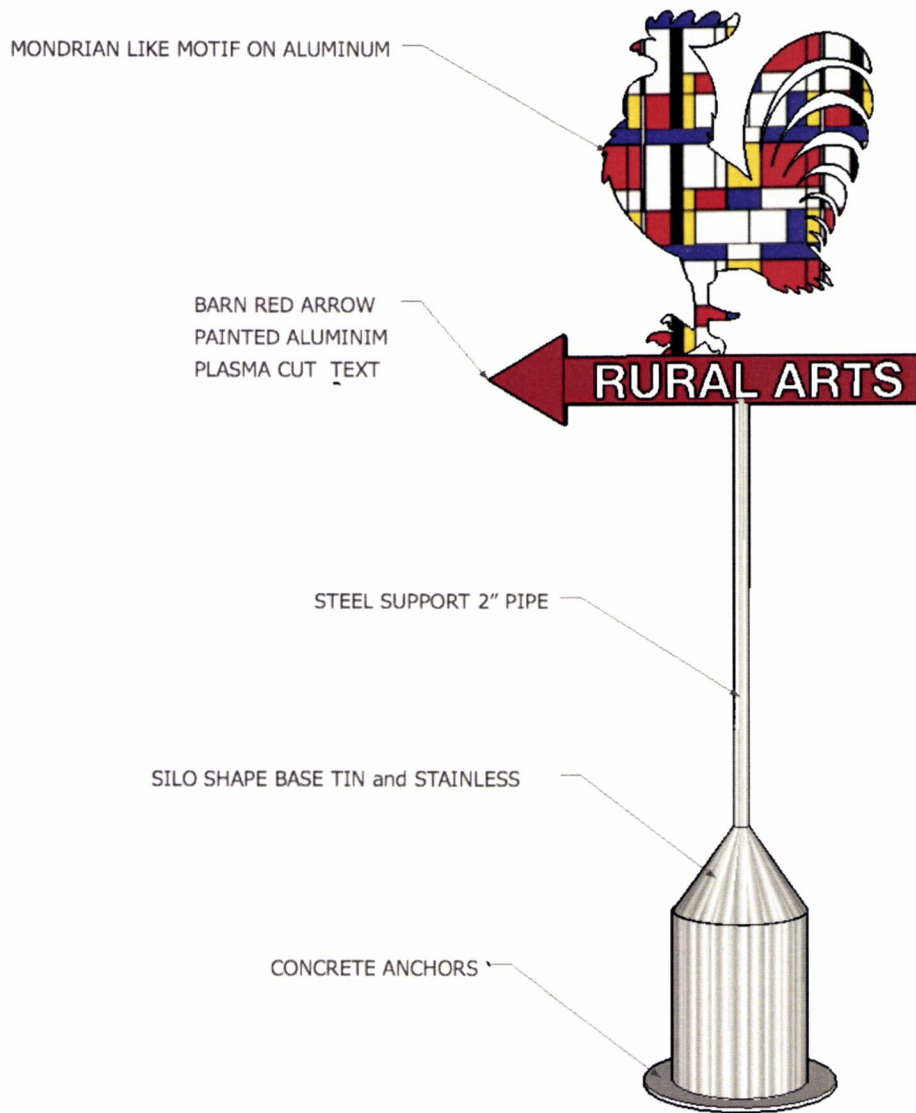 MONDRIAN LIKE MOTIF ON ALUMINUM
BARN RED ARROW
PAINTED ALUMINIM
PLASMA CUT TEXT
RURAL ARTS
STEEL SUPPORT 2” PIPE
SILO SHAPE BASE TIN and STAINLESS
CONCRETE ANCHORS